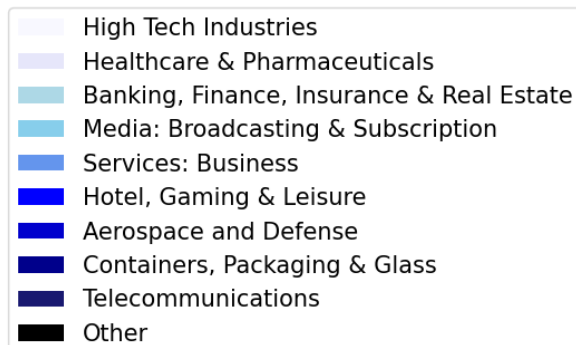 High Tech Industries
Healthcare & Pharmaceuticals
Banking, Finance, Insurance & Real Estate
Media: Broadcasting & Subscription
Services: Business
Hotel, Gaming & Leisure
Aerospace and Defense
Containers, Packaging & Glass
Telecommunications
Other